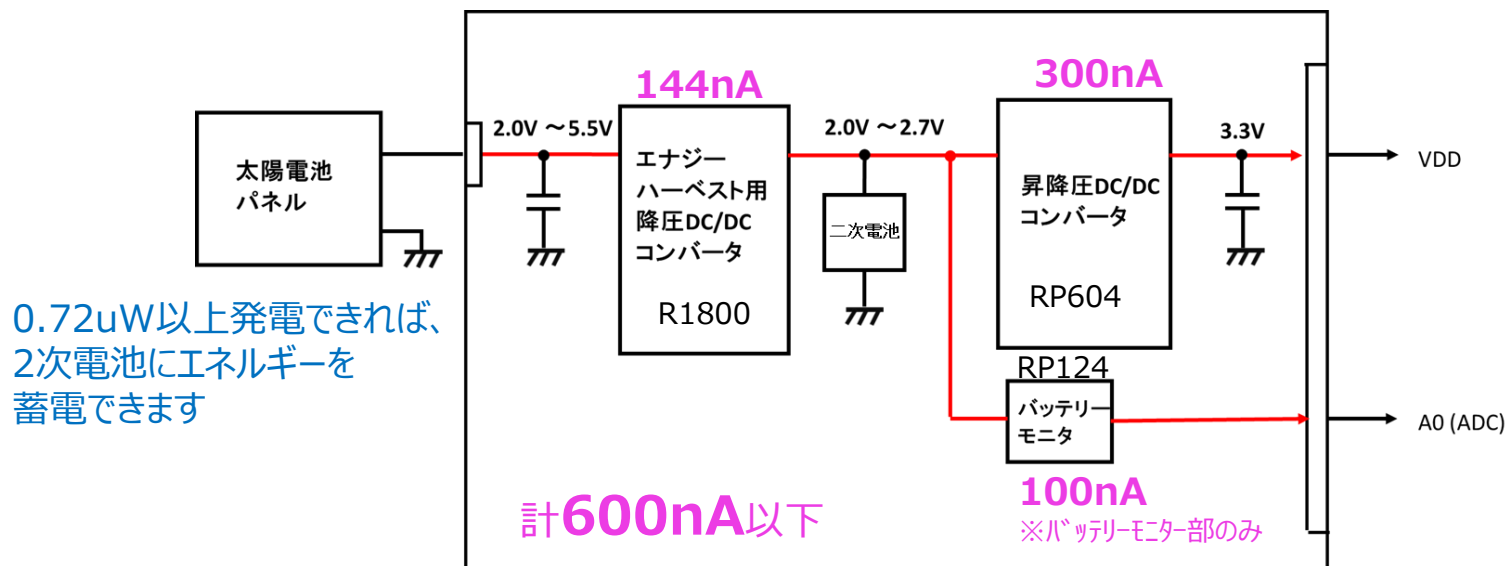 144nA
300nA
2.0V ～5.5V
2.0V ～2.7V
3.3V
太陽電池
パネル
エナジー
ハーベスト用
降圧DC/DC
コンバータ
R1800
二次電池
昇降圧DC/DC
コンバータ
RP604
VDD
0.72uW以上発電できれば、
2次電池にエネルギーを
蓄電できます
RP124
バッテリー
モニタ
A0 (ADC)
100nA
※ﾊﾞｯﾃﾘｰﾓﾆﾀｰ部のみ
計600nA以下